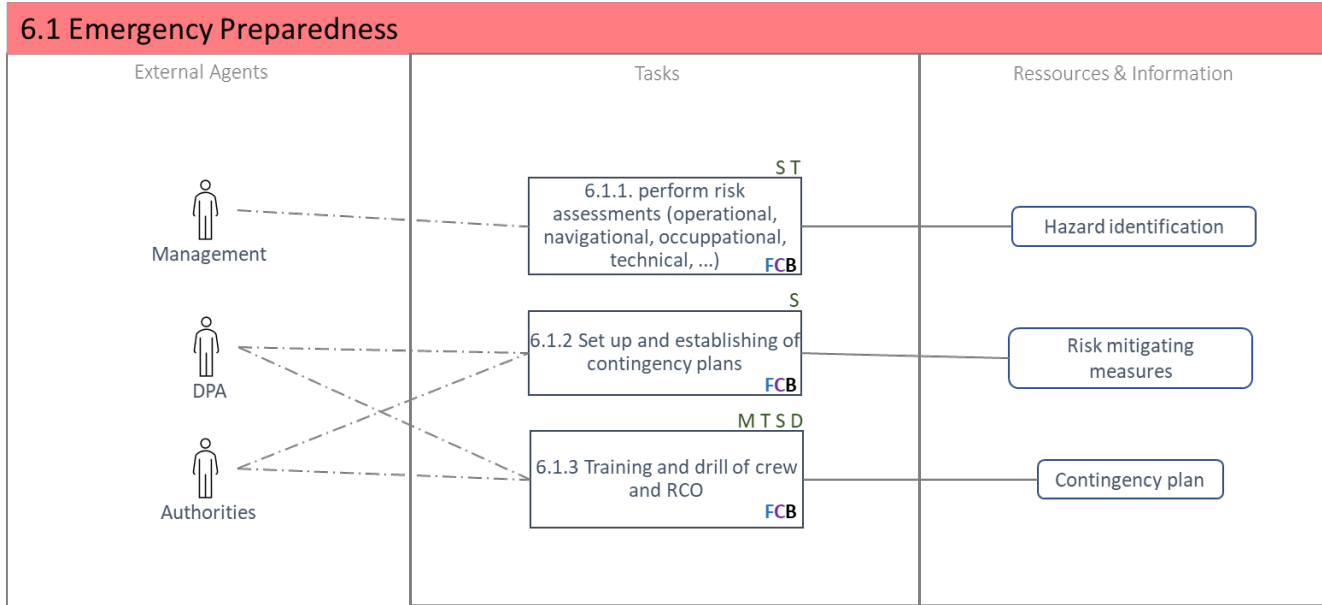 6.1 Emergency Preparedness
External Agents
Tasks
Ressources & Information
Management
DPA
Authorities
S T
6.1.1. perform risk
assessments (operational,
navigational, occuppational,
technical, ...)
FCB
S
6.1.2 Set up and establishing of
contingency plans
FCB
M T S D
6.1.3 Training and drill of crew
and RCO
FCB
Hazard identification
Risk mitigating
measures
Contingency plan